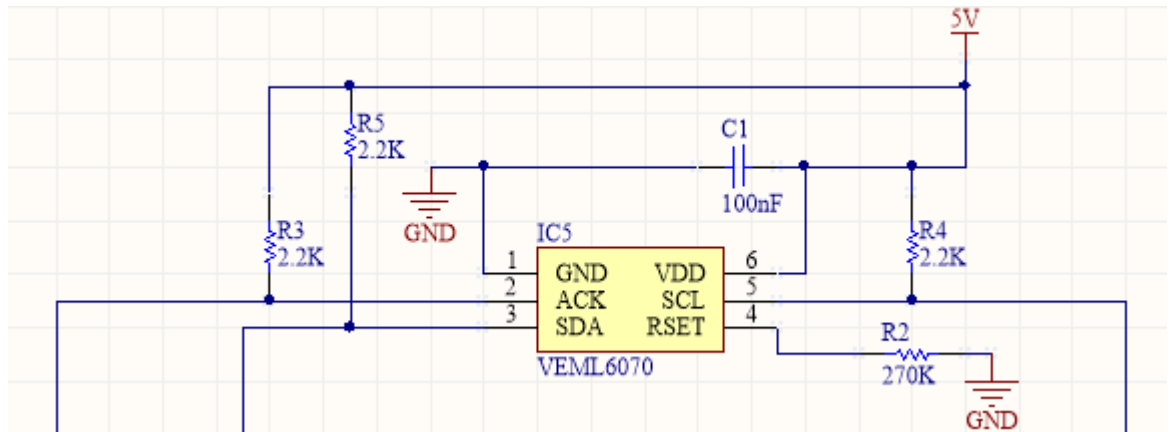 5V
R5
2.2K
C1
100nF
GND
R3
2.2K
IC5
R4
2.2K
1 GND VDD 6
2 ACK SCL 5
3 SDA RSET 4
VEML6070
R2
270K
GND